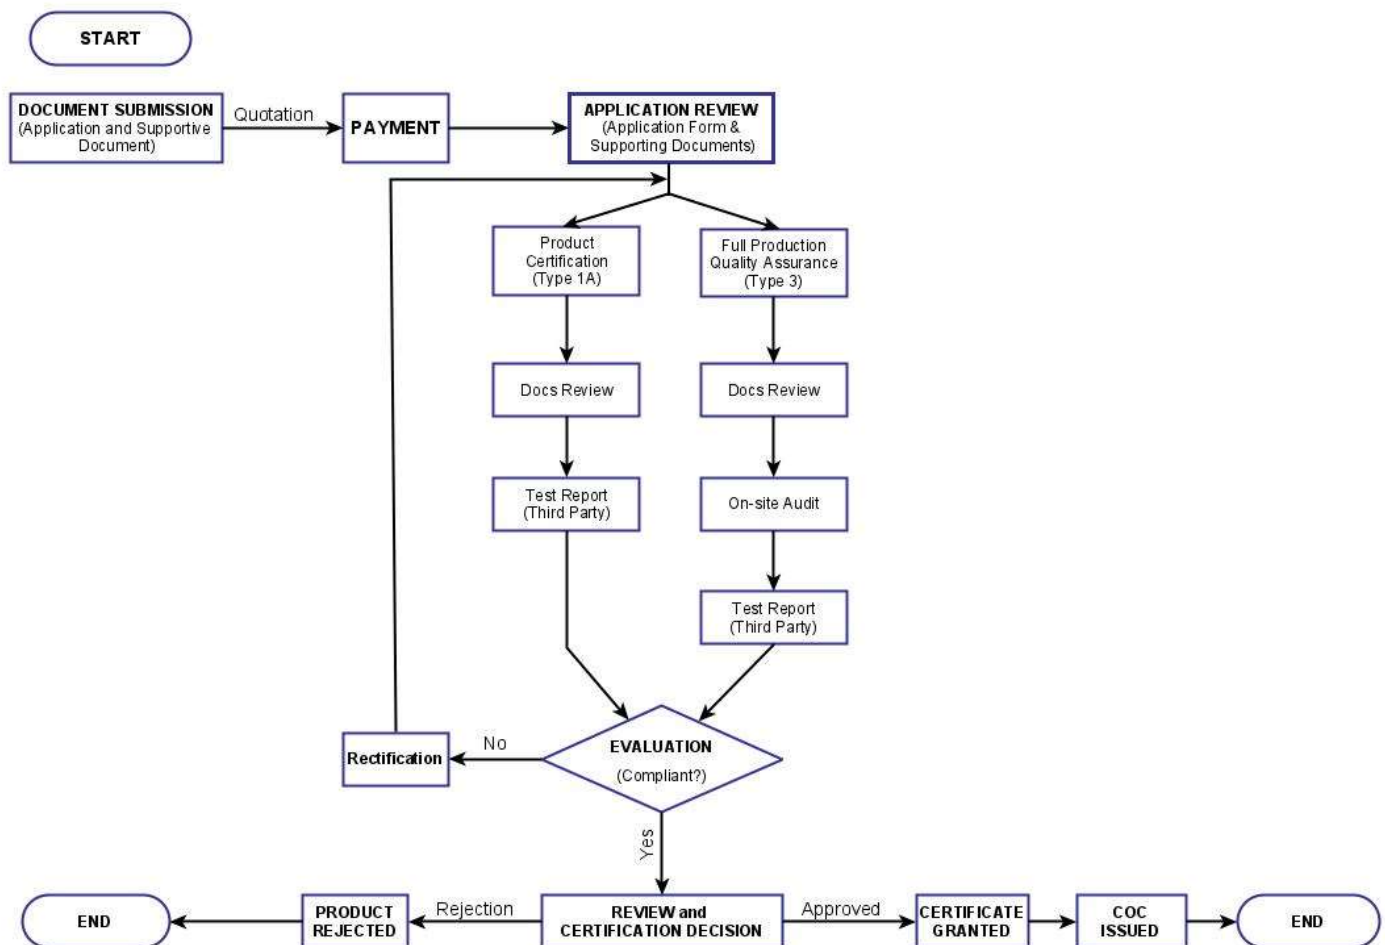 START
DOCUMENT SUBMISSION
(Application and Supportive
Document)
Quotation
PAYMENT
APPLICATION REVIEW
(Application Form &
Supporting Documents)
Product
Certification
(Type 1A)
Full Production
Quality Assurance
(Type 3)
Docs Review
Docs Review
Test Report
(Third Party)
On-site Audit
Test Report
(Third Party)
EVALUATION
(Compliant?)
No
Rectification
Yes
END
PRODUCT
REJECTED
Rejection
REVIEW and
CERTIFICATION DECISION
Approved
CERTIFICATE
GRANTED
COC
ISSUED
END